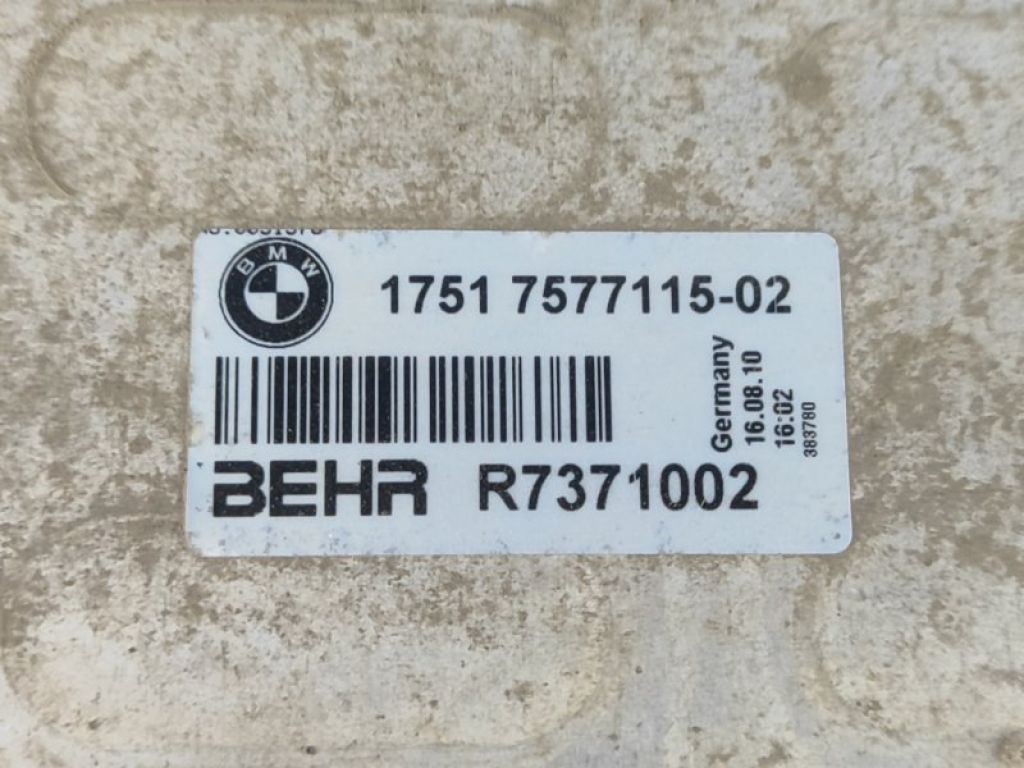 BMW
1751 7577115-02
Germany
16.08.10
16:02
383780
BEHR R7371002